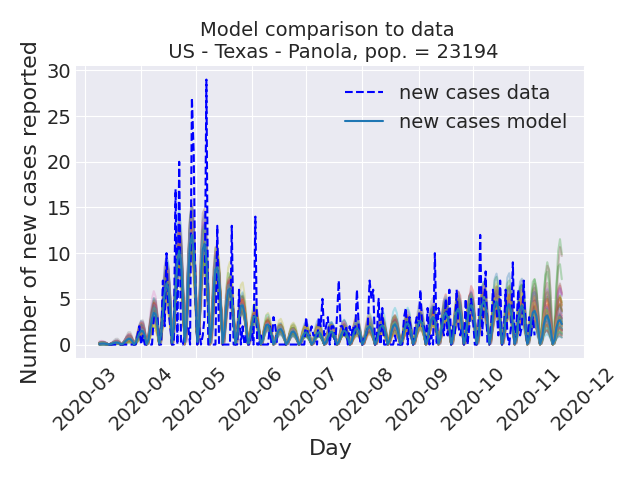 Model comparison to data
US - Texas - Panola, pop. = 23194
Number of new cases reported
30
25
20
15
10
5
0
new cases data
new cases model
2020-03
2020-04
2020-05
2020-06
2020-07
2020-08
2020-09
2020-10
2020-11
2020-12
Day